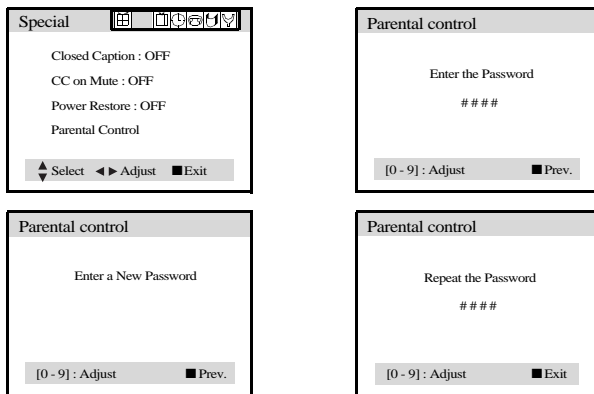 Special
Closed Caption : OFF
CC on Mute : OFF
Power Restore : OFF
Parental Control
▲▼ Select ◄► Adjust ■ Exit
Parental control
Enter the Password
# # # #
[0 - 9] : Adjust ■ Prev.
Parental control
Enter a New Password
[0 - 9] : Adjust ■ Prev.
Parental control
Repeat the Password
# # # #
[0 - 9] : Adjust ■ Exit